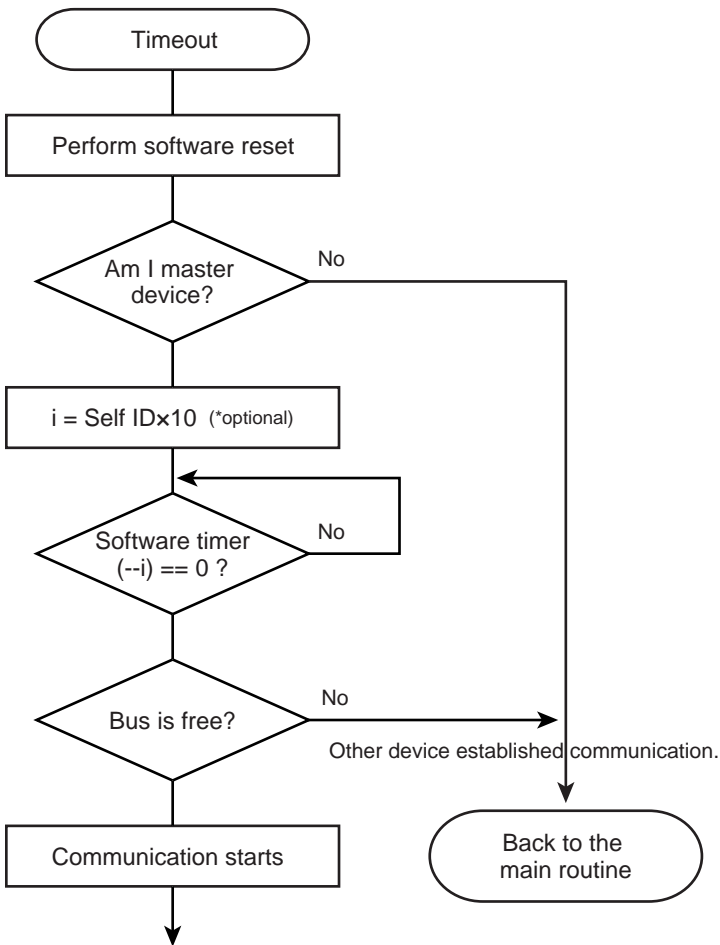 Timeout
Perform software reset
Am I master
device?
No
i = Self ID×10 (*optional)
Software timer
(--i) == 0 ?
No
Bus is free?
No
Other device established communication.
Communication starts
Back to the
main routine